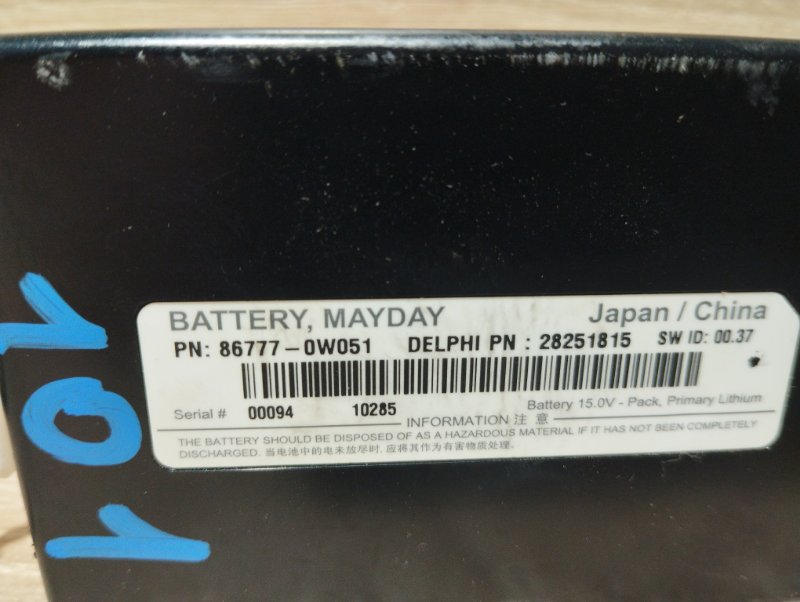 BATTERY, MAYDAY Japan / China
PN: 86777-0W051 DELPHI PN : 28251815 SW ID: 00.37
Serial # 00094 10285 Battery 15.0V - Pack, Primary Lithium
INFORMATION 注 意
THE BATTERY SHOULD BE DISPOSED OF AS A HAZARDOUS MATERIAL IF IT HAS NOT BEEN COMPLETELY
DISCHARGED. 当电池中的电未放尽时, 应将其作为有害物质处理。
101